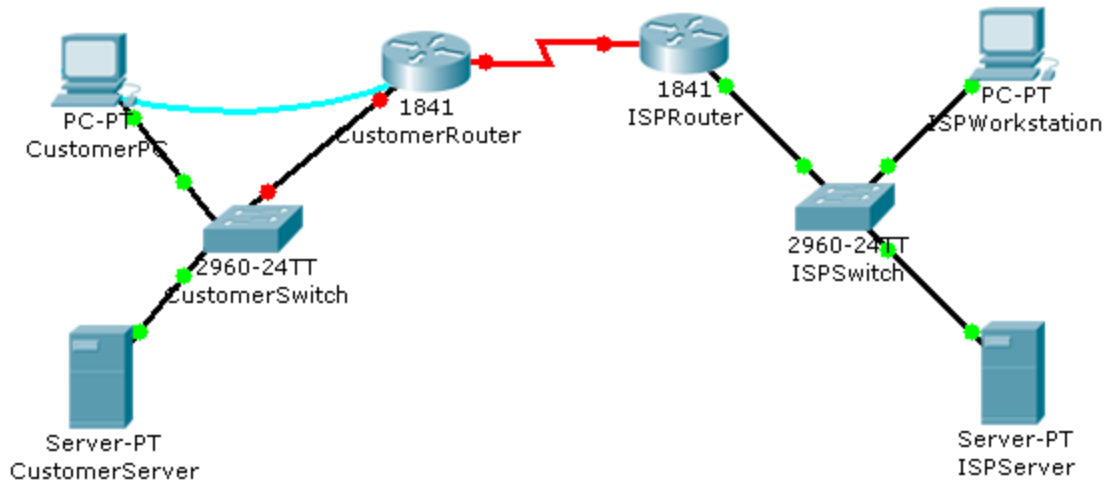 PC-PT
CustomerPC
1841
CustomerRouter
1841
ISPRouter
PC-PT
ISPWorkstation
2960-24TT
CustomerSwitch
2960-24TT
ISPSwitch
Server-PT
CustomerServer
Server-PT
ISPServer